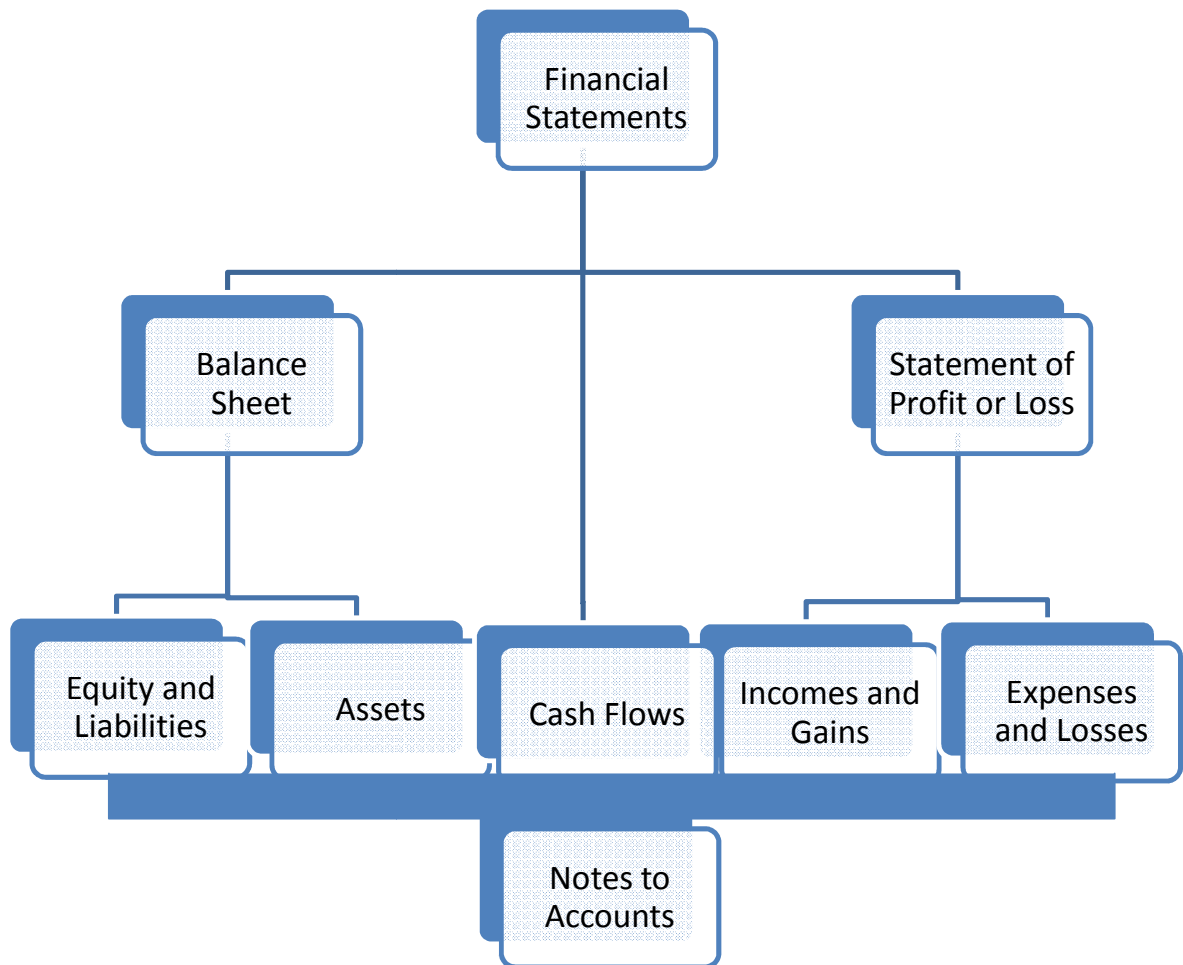 Financial
Statements
Balance
Sheet
Statement of
Profit or Loss
Equity and
Liabilities
Assets
Cash Flows
Incomes and
Gains
Expenses
and Losses
Notes to
Accounts